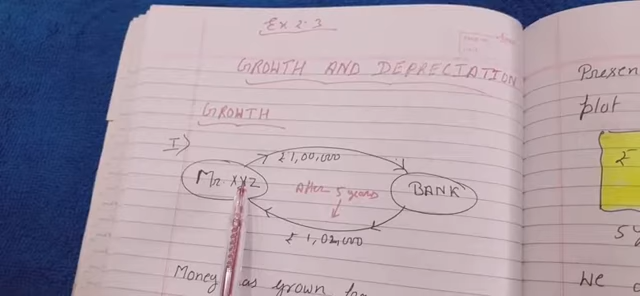 Ex. 2.3
GROWTH AND DEPRECIATION
GROWTH
I)
₹1,00,000
Mr XYZ
After 5 years
BANK
₹ 1,02,000
Money has grown
Presen
plot
₹
5 y
We